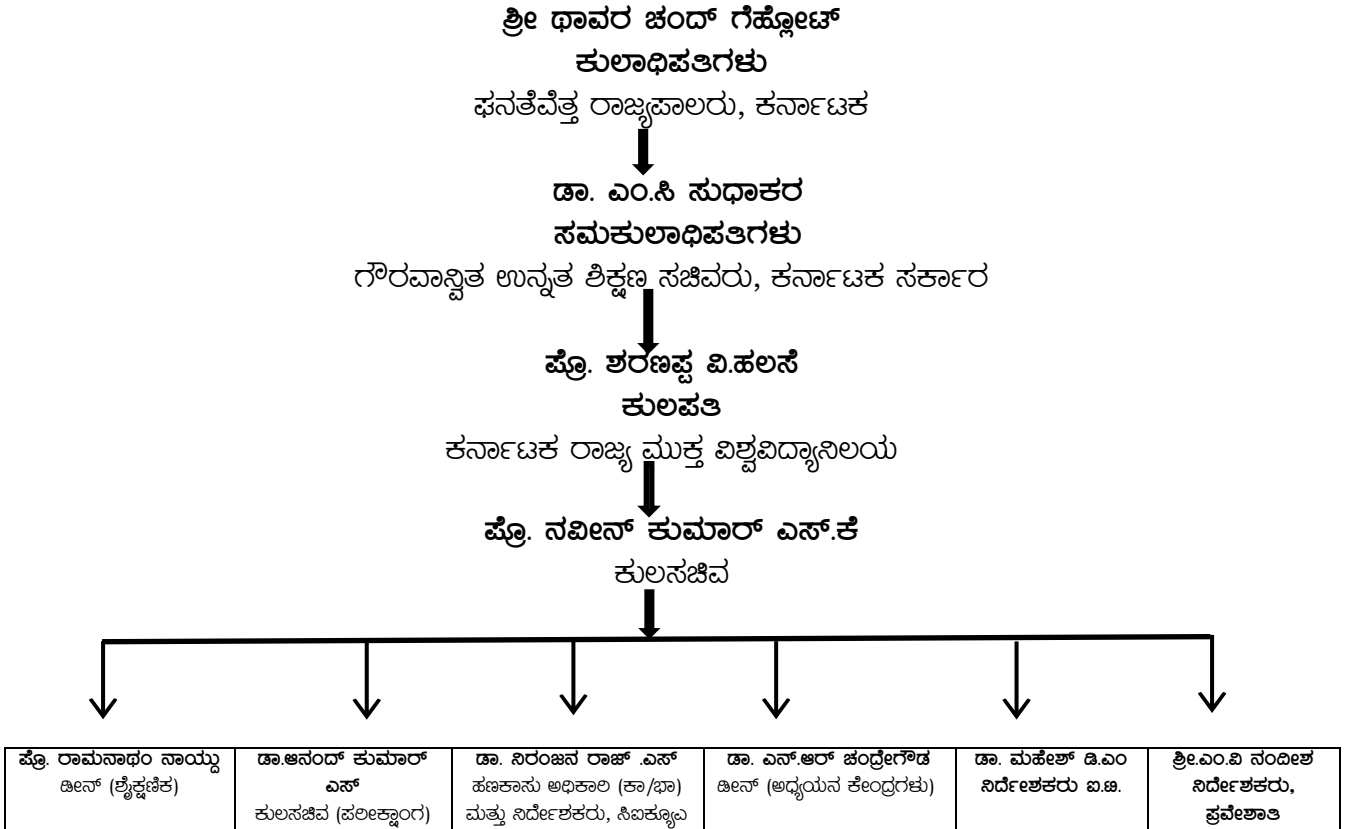 ಶ್ರೀ ಥಾವರ ಚಂದ್ ಗೆಹ್ಲೋಟ್
ಕುಲಾಧಿಪತಿಗಳು
ಘನತೆವೆತ್ತ ರಾಜ್ಯಪಾಲರು, ಕರ್ನಾಟಕ
ಡಾ. ಎಂ.ಸಿ ಸುಧಾಕರ
ಸಮಕುಲಾಧಿಪತಿಗಳು
ಗೌರವಾನ್ವಿತ ಉನ್ನತ ಶಿಕ್ಷಣ ಸಚಿವರು, ಕರ್ನಾಟಕ ಸರ್ಕಾರ
ಪ್ರೊ. ಶರಣಪ್ಪ ವಿ.ಹಲಸೆ
ಕುಲಪತಿ
ಕರ್ನಾಟಕ ರಾಜ್ಯ ಮುಕ್ತ ವಿಶ್ವವಿದ್ಯಾನಿಲಯ
ಪ್ರೊ. ನವೀನ್ ಕುಮಾರ್ ಎಸ್.ಕೆ
ಕುಲಸಚಿವ
ಪ್ರೊ. ರಾಮನಾಥಂ ನಾಯ್ಡು
ಡೀನ್ (ಶೈಕ್ಷಣಿಕ)
ಡಾ.ಆನಂದ್ ಕುಮಾರ್
ಎಸ್
ಕುಲಸಚಿವ (ಪರೀಕ್ಷಾಂಗ)
ಡಾ. ನಿರಂಜನ ರಾಜ್ .ಎಸ್
ಹಣಕಾಸು ಅಧಿಕಾರಿ (ಕಾ/ಭಾ)
ಮತ್ತು ನಿರ್ದೇಶಕರು, ಸಿಐಕ್ಯೂಎ
ಡಾ. ಎನ್.ಆರ್ ಚಂದ್ರೇಗೌಡ
ಡೀನ್ (ಅಧ್ಯಯನ ಕೇಂದ್ರಗಳು)
ಡಾ. ಮಹೇಶ್ ಡಿ.ಎಂ
ನಿರ್ದೇಶಕರು ಐ.ಟಿ.
ಶ್ರೀ.ಎಂ.ವಿ ನಂದೀಶ
ನಿರ್ದೇಶಕರು,
ಪ್ರವೇಶಾತಿ